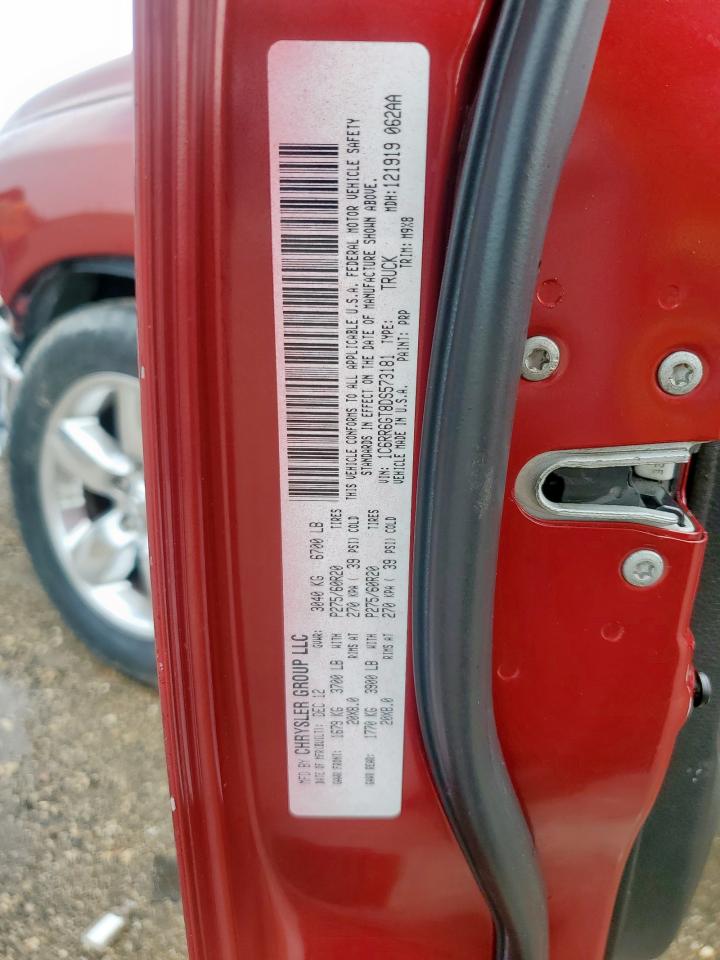 MFD BY CHRYSLER GROUP LLC
DATE OF MFR(BUILT): DEC 12 GVWR: 3040 KG 6700 LB
GAWR FRONT: 1679 KG 3700 LB WITH P275/60R20 TIRES
20X8.0 RIMS AT 270 KPA ( 39 PSI) COLD
GAWR REAR: 1770 KG 3900 LB WITH P275/60R20 TIRES
20X8.0 RIMS AT 270 KPA ( 39 PSI) COLD
THIS VEHICLE CONFORMS TO ALL APPLICABLE U.S.A. FEDERAL MOTOR VEHICLE SAFETY
STANDARDS IN EFFECT ON THE DATE OF MANUFACTURE SHOWN ABOVE.
VIN: 1C6RR6GT8DS573181 TYPE: TRUCK MDH: 121919 062AA
VEHICLE MADE IN U.S.A. PAINT: PRP TRIM: M9X8